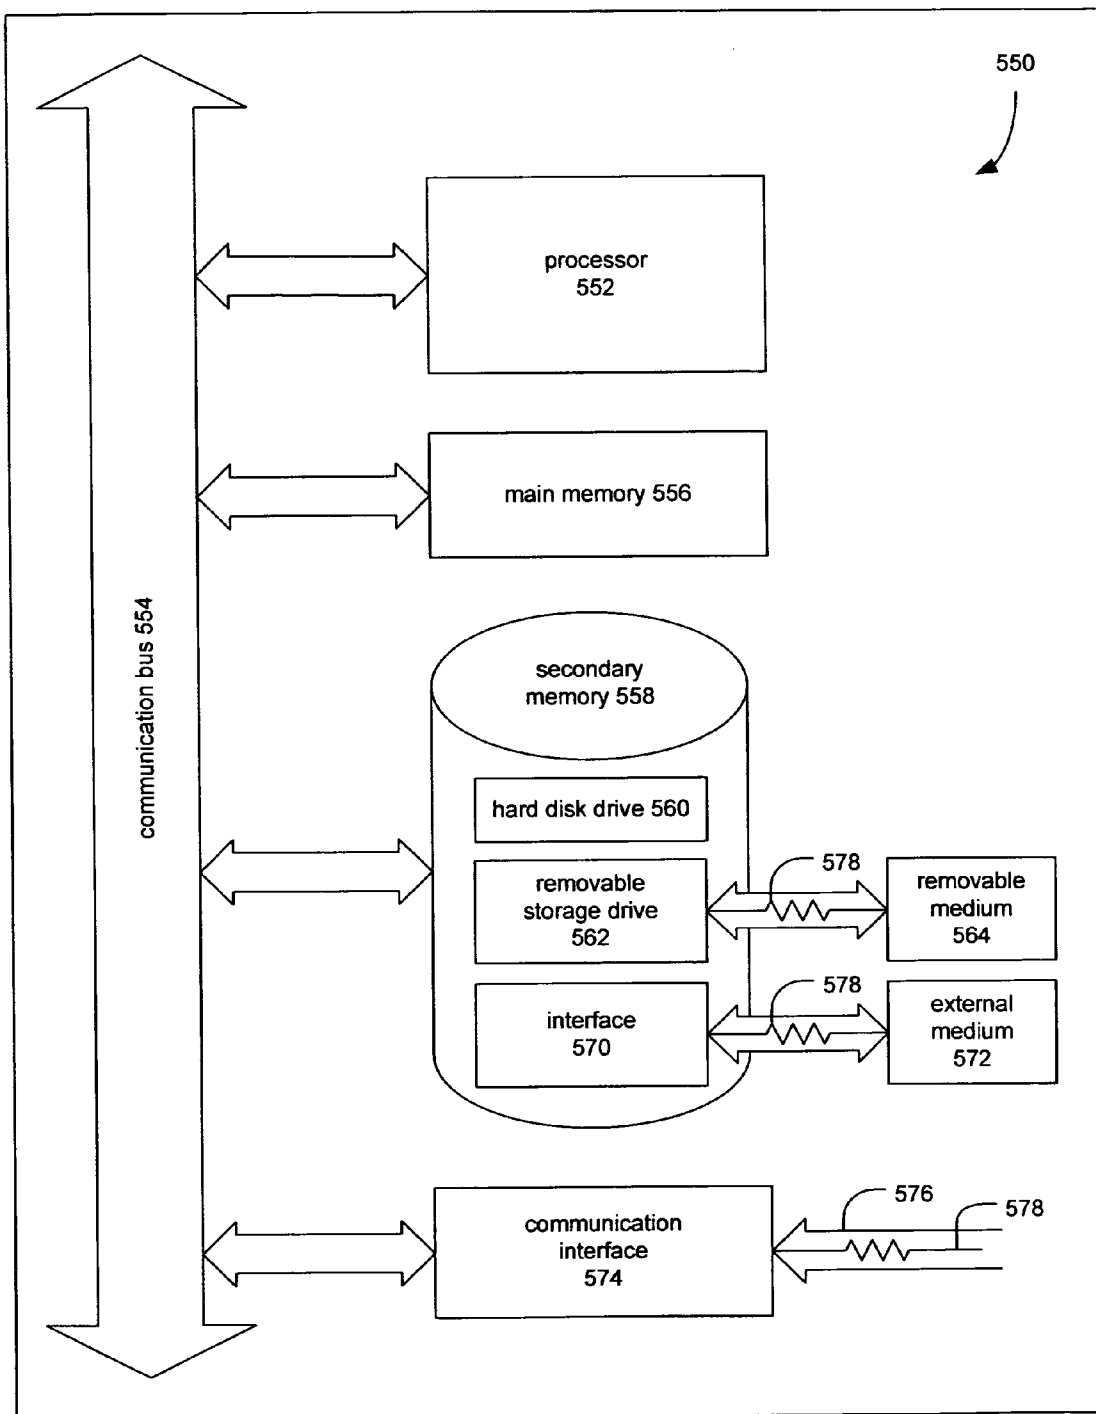 550
processor
552
main memory 556
communication bus 554
secondary
memory 558
hard disk drive 560
removable
storage drive
562
578
removable
medium
564
interface
570
578
external
medium
572
communication
interface
574
576
578